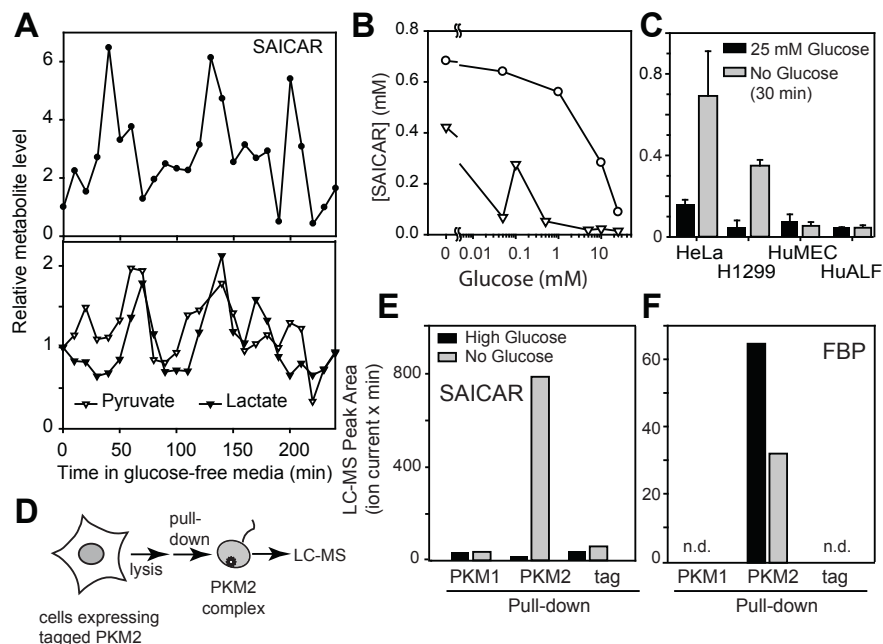 A
SAICAR
Relative metabolite level
6
4
2
0
2
1
0
Pyruvate
Lactate
0
50
100
150
200
Time in glucose-free media (min)
B
[SAICAR] (mM)
0.8
0.6
0.4
0.2
0.0
0
0.01
0.1
1
10
Glucose (mM)
C
25 mM Glucose
No Glucose
(30 min)
0.8
0.4
0
HeLa
H1299
HuMEC
HuALF
D
lysis
pull-
down
LC-MS
PKM2
complex
cells expressing
tagged PKM2
E
High Glucose
No Glucose
SAICAR
LC-MS Peak Area
(ion current x min)
800
400
0
PKM1
PKM2
tag
Pull-down
F
FBP
60
40
20
0
n.d.
n.d.
PKM1
PKM2
tag
Pull-down